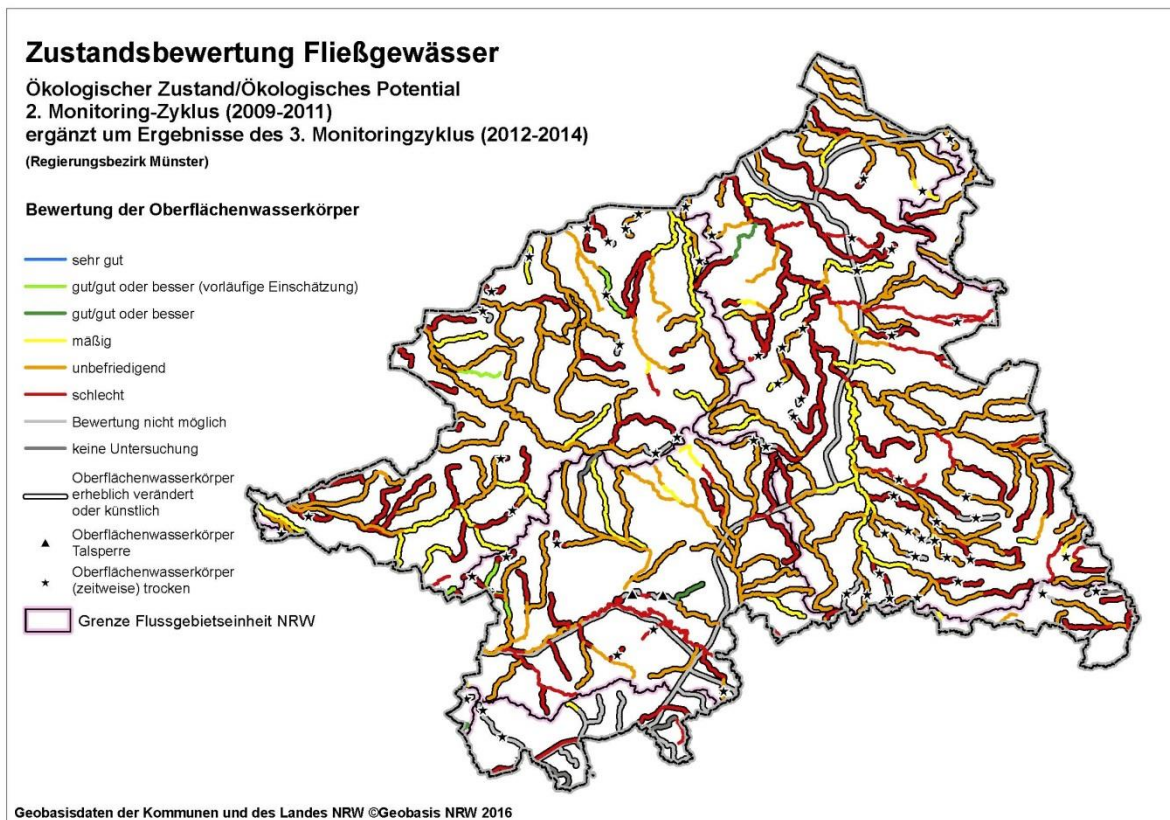 Zustandsbewertung Fließgewässer
Ökologischer Zustand/Ökologisches Potential
2. Monitoring-Zyklus (2009-2011)
ergänzt um Ergebnisse des 3. Monitoringzyklus (2012-2014)
(Regierungsbezirk Münster)
Bewertung der Oberflächenwasserkörper
sehr gut
gut/gut oder besser (vorläufige Einschätzung)
gut/gut oder besser
mäßig
unbefriedigend
schlecht
Bewertung nicht möglich
keine Untersuchung
Oberflächenwasserkörper
erheblich verändert
oder künstlich
Oberflächenwasserkörper
Talsperre
Oberflächenwasserkörper
(zeitweise) trocken
Grenze Flussgebietseinheit NRW
Geobasisdaten der Kommunen und des Landes NRW ©Geobasis NRW 2016